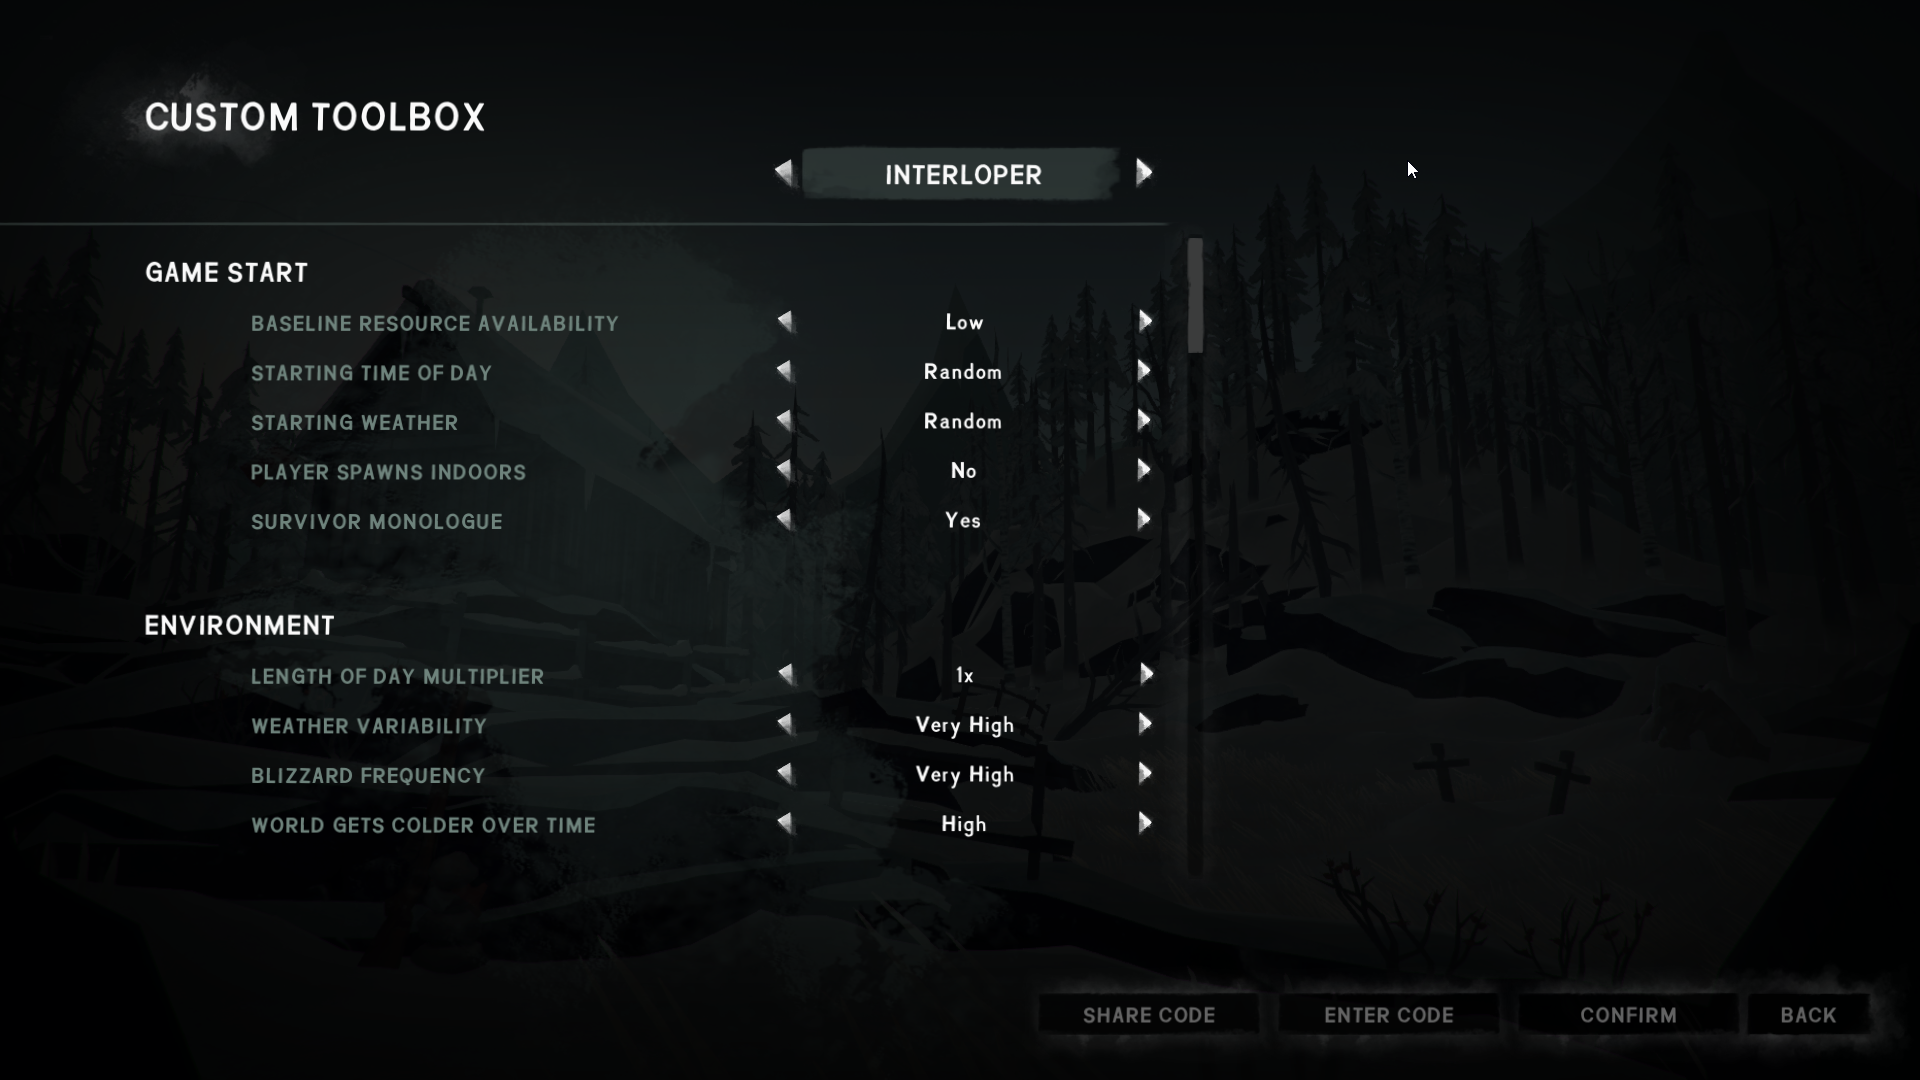 CUSTOM TOOLBOX
INTERLOPER
GAME START
BASELINE RESOURCE AVAILABILITY Low
STARTING TIME OF DAY Random
STARTING WEATHER Random
PLAYER SPAWNS INDOORS No
SURVIVOR MONOLOGUE Yes
ENVIRONMENT
LENGTH OF DAY MULTIPLIER 1x
WEATHER VARIABILITY Very High
BLIZZARD FREQUENCY Very High
WORLD GETS COLDER OVER TIME High
SHARE CODE ENTER CODE CONFIRM BACK